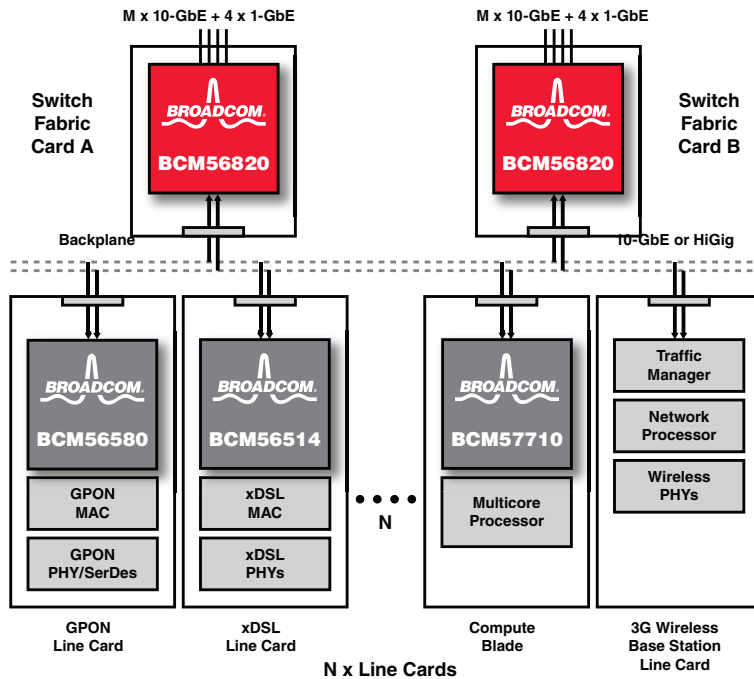 M x 10-GbE + 4 x 1-GbE
M x 10-GbE + 4 x 1-GbE
Switch
Fabric
Card A
BROADCOM®
BCM56820
BROADCOM®
BCM56820
Switch
Fabric
Card B
Backplane
10-GbE or HiGig
BROADCOM®
BCM56580
GPON
MAC
GPON
PHY/SerDes
BROADCOM®
BCM56514
xDSL
MAC
xDSL
PHYs
N
BROADCOM®
BCM57710
Multicore
Processor
Traffic
Manager
Network
Processor
Wireless
PHYs
GPON
Line Card
xDSL
Line Card
Compute
Blade
3G Wireless
Base Station
Line Card
N x Line Cards